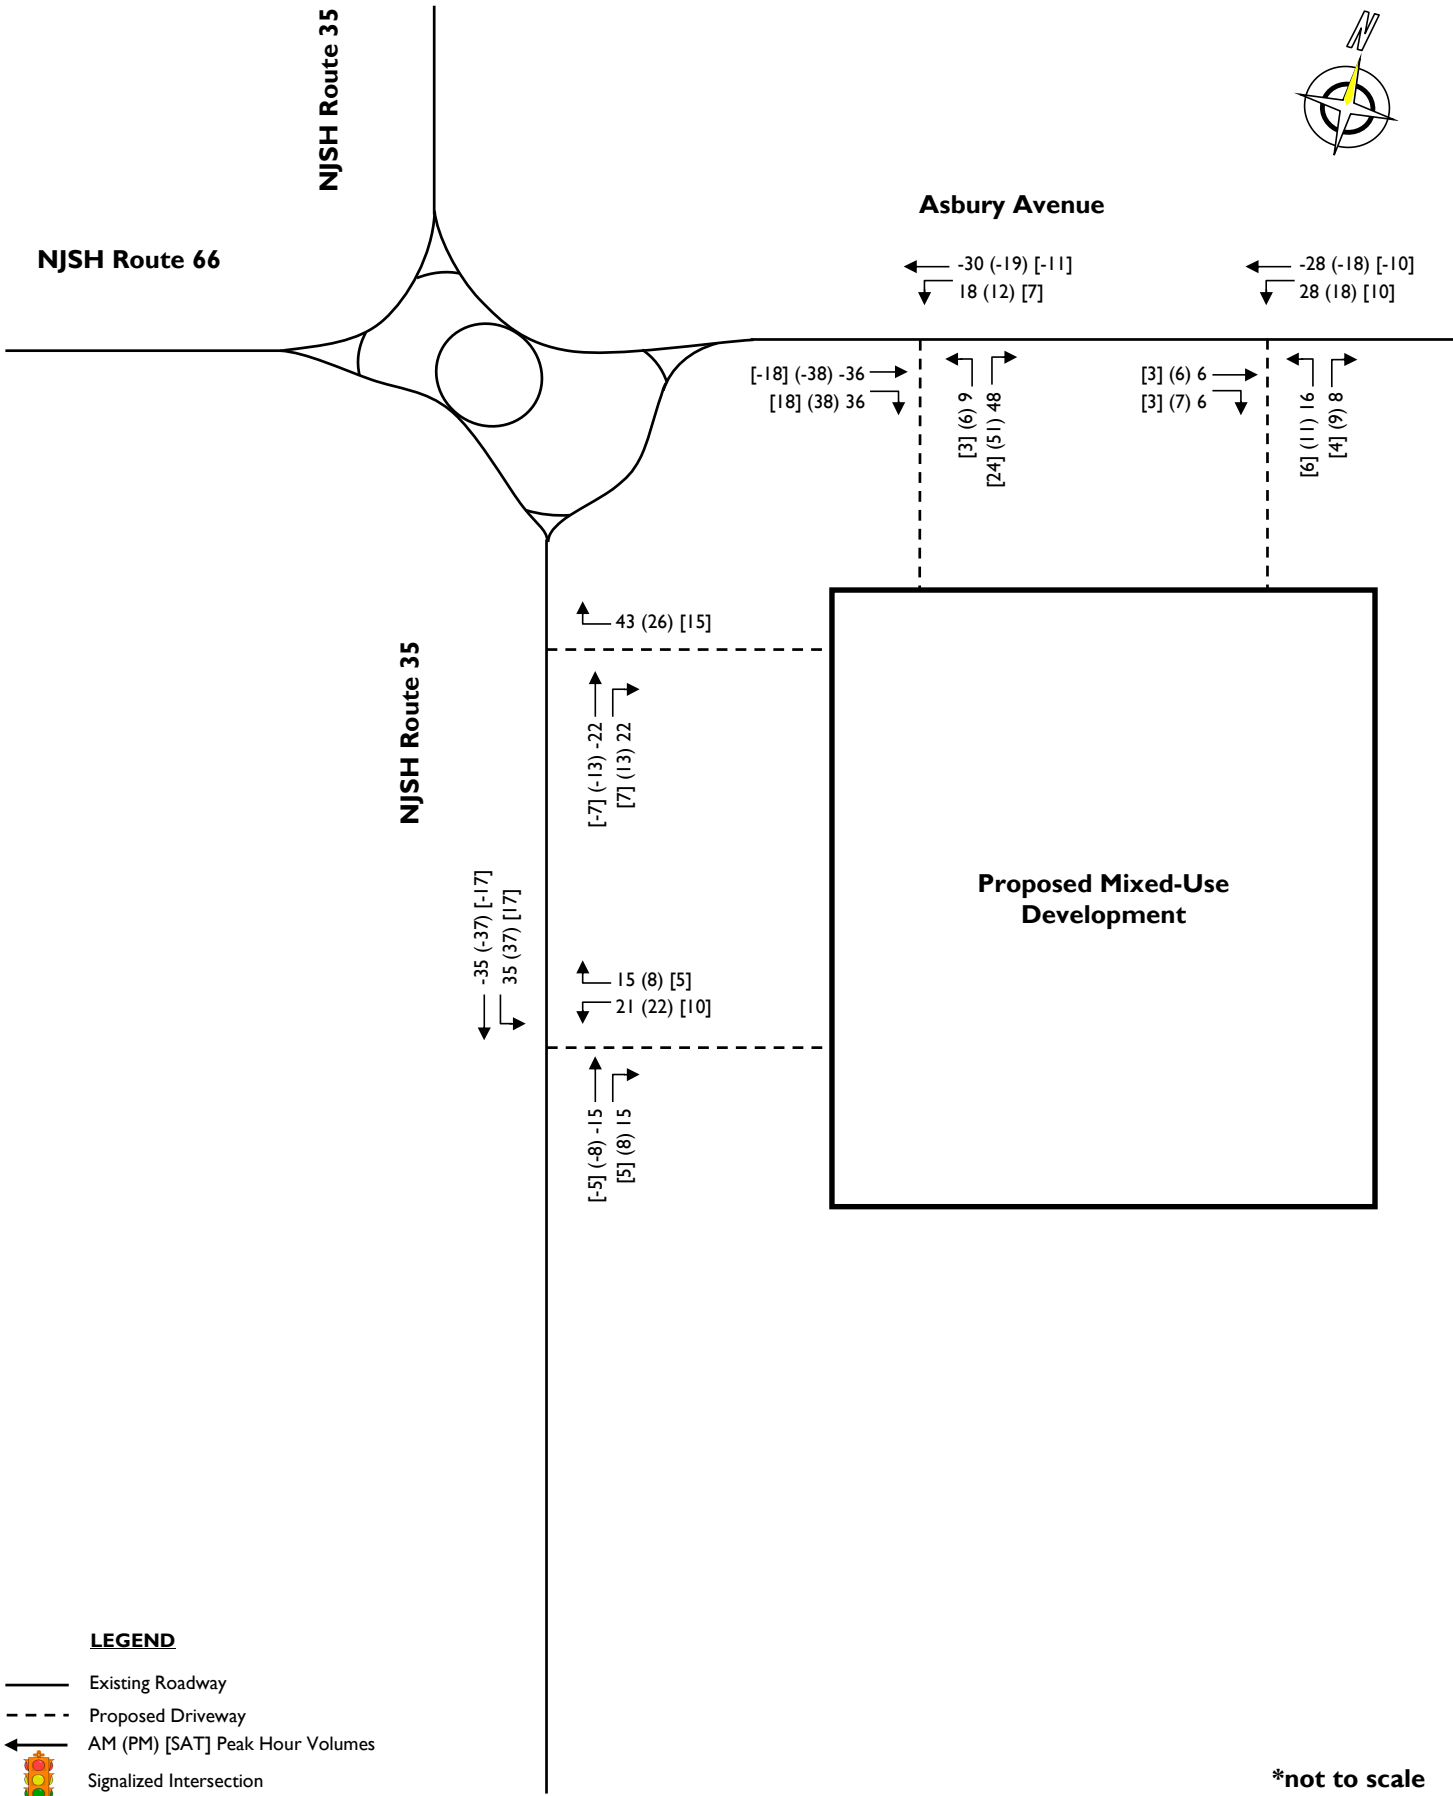 NJSH Route 35
N
Asbury Avenue
NJSH Route 66
-30 (-19) [-11]
18 (12) [7]
-28 (-18) [-10]
28 (18) [10]
[-18] (-38) -36
[18] (38) 36
[3] (6) 9
[24] (51) 48
[3] (6) 6
[3] (7) 6
[6] (11) 16
[4] (9) 8
43 (26) [15]
NJSH Route 35
[-7] (-13) -22
[7] (13) 22
-35 (-37) [-17]
35 (37) [17]
Proposed Mixed-Use
Development
15 (8) [5]
21 (22) [10]
[-5] (-8) -15
[5] (8) 15
LEGEND
Existing Roadway
Proposed Driveway
AM (PM) [SAT] Peak Hour Volumes
Signalized Intersection
*not to scale